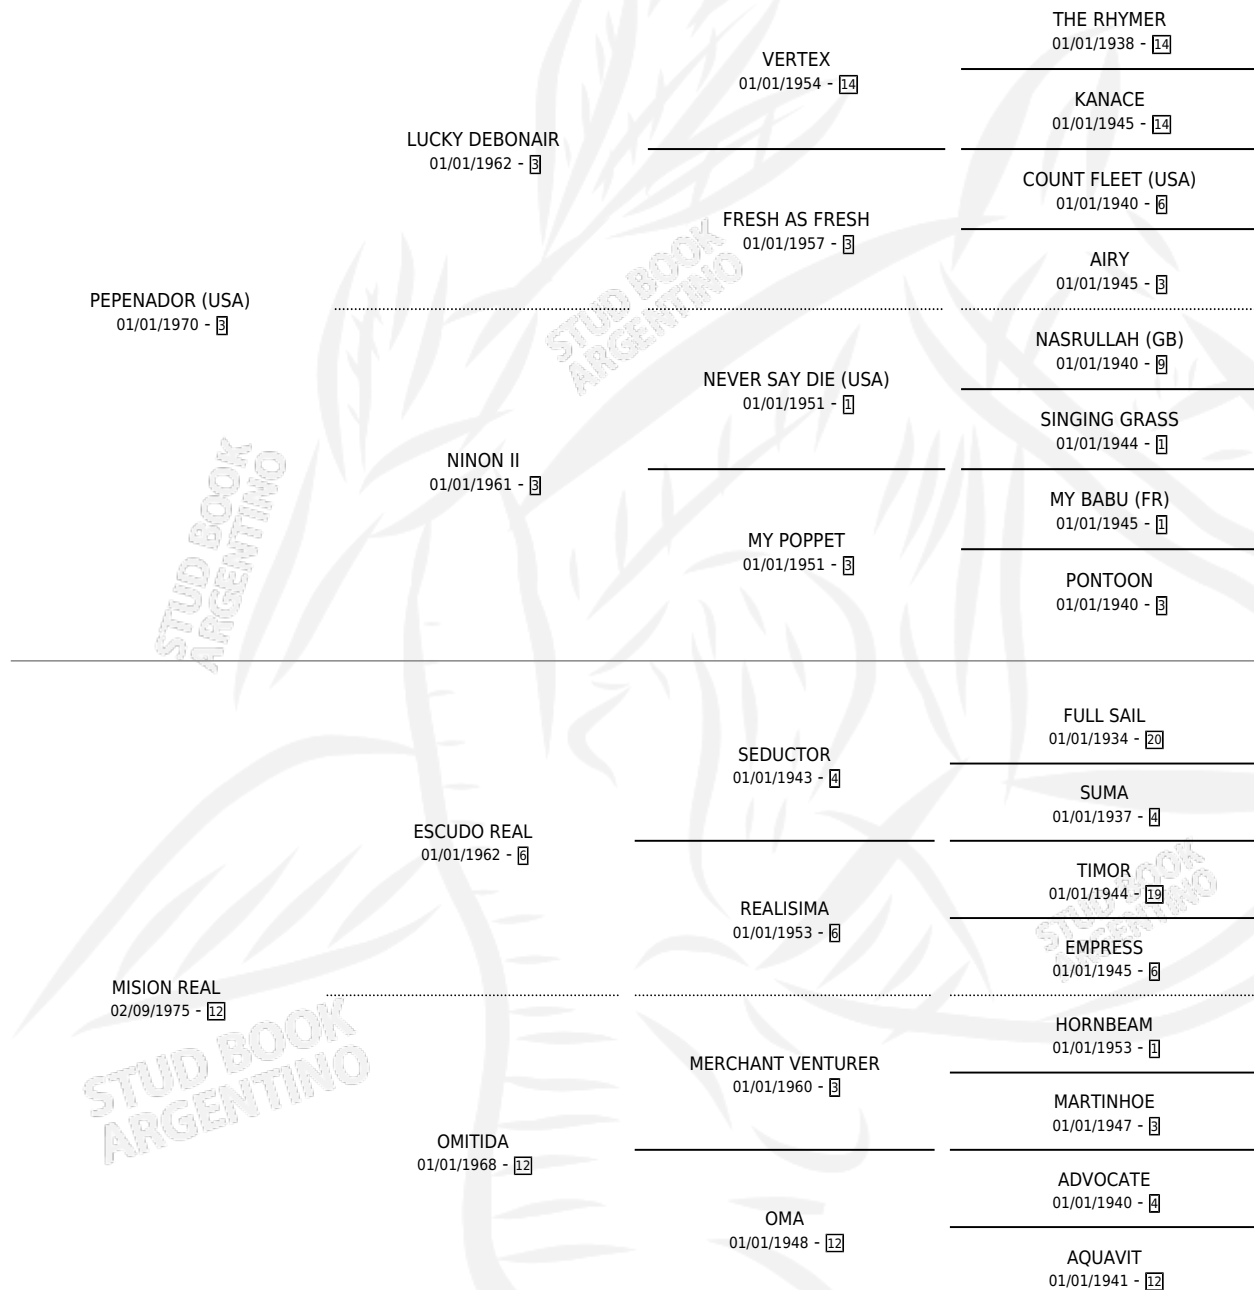 THE RHYMER
01/01/1938 - 14
VERTEX
01/01/1954 - 14
KANACE
01/01/1945 - 14
LUCKY DEBONAIR
01/01/1962 - 3
COUNT FLEET (USA)
01/01/1940 - 6
FRESH AS FRESH
01/01/1957 - 3
AIRY
01/01/1945 - 3
PEPENADOR (USA)
01/01/1970 - 3
STUD BOOK
ARGENTINO
NASRULLAH (GB)
01/01/1940 - 9
NEVER SAY DIE (USA)
01/01/1951 - 1
SINGING GRASS
01/01/1944 - 1
NINON II
01/01/1961 - 3
MY BABU (FR)
01/01/1945 - 1
MY POPPET
01/01/1951 - 3
PONTOON
01/01/1940 - 3
STUD BOOK
ARGENTINO
FULL SAIL
01/01/1934 - 20
SEDUCTOR
01/01/1943 - 4
SUMA
01/01/1937 - 4
ESCUDO REAL
01/01/1962 - 6
TIMOR
01/01/1944 - 19
REALISIMA
01/01/1953 - 6
STUD BOOK
ARGENTINO
EMPRESS
01/01/1945 - 6
MISION REAL
02/09/1975 - 12
HORNBEAM
01/01/1953 - 1
MERCHANT VENTURER
01/01/1960 - 3
STUD BOOK
ARGENTINO
MARTINHOE
01/01/1947 - 3
OMITIDA
01/01/1968 - 12
ADVOCATE
01/01/1940 - 4
OMA
01/01/1948 - 12
AQUAVIT
01/01/1941 - 12